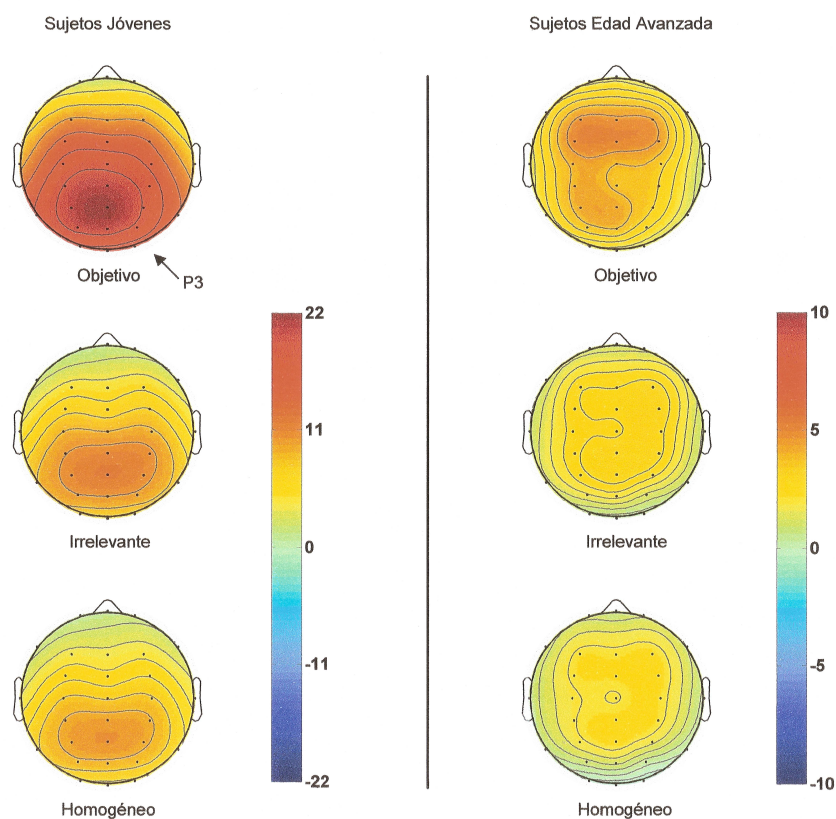 Sujetos Jóvenes
Sujetos Edad Avanzada
Objetivo
P3
Objetivo
22
11
0
-11
-22
10
5
0
-5
-10
Irrelevante
Irrelevante
Homogéneo
Homogéneo